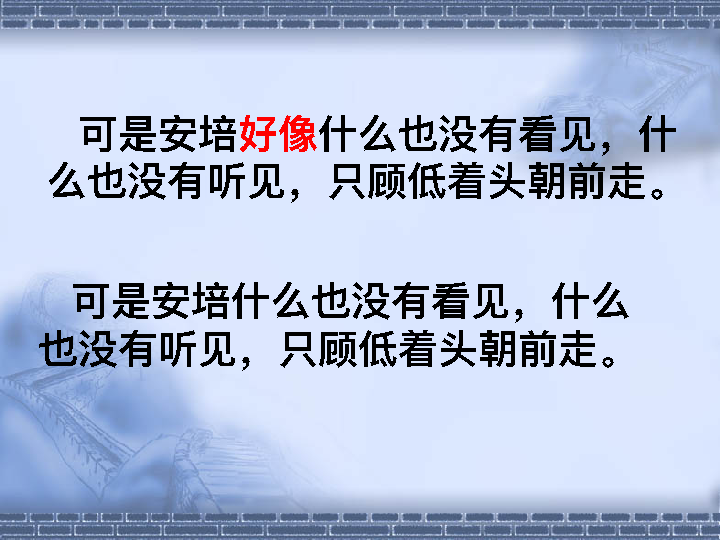 可是安培好像什么也没有看见，什
么也没有听见，只顾低着头朝前走。
可是安培什么也没有看见，什么
也没有听见，只顾低着头朝前走。